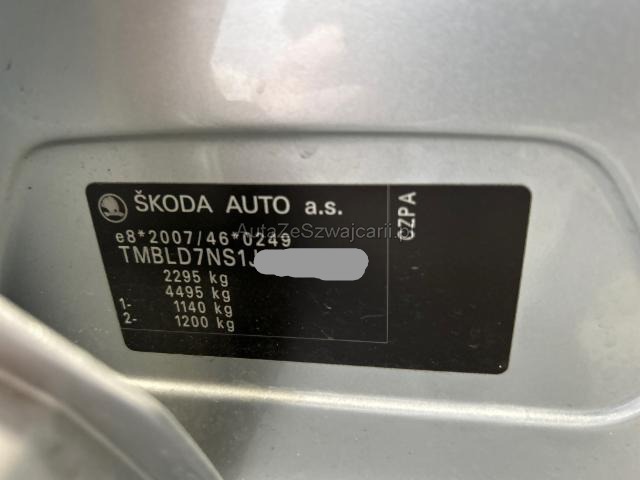 ŠKODA AUTO a.s.
e8*2007/46*0249
TMBLD7NS1J
2295 kg
4495 kg
1- 1140 kg
2- 1200 kg
CZPA
AutaZeSzwajcarii.pl